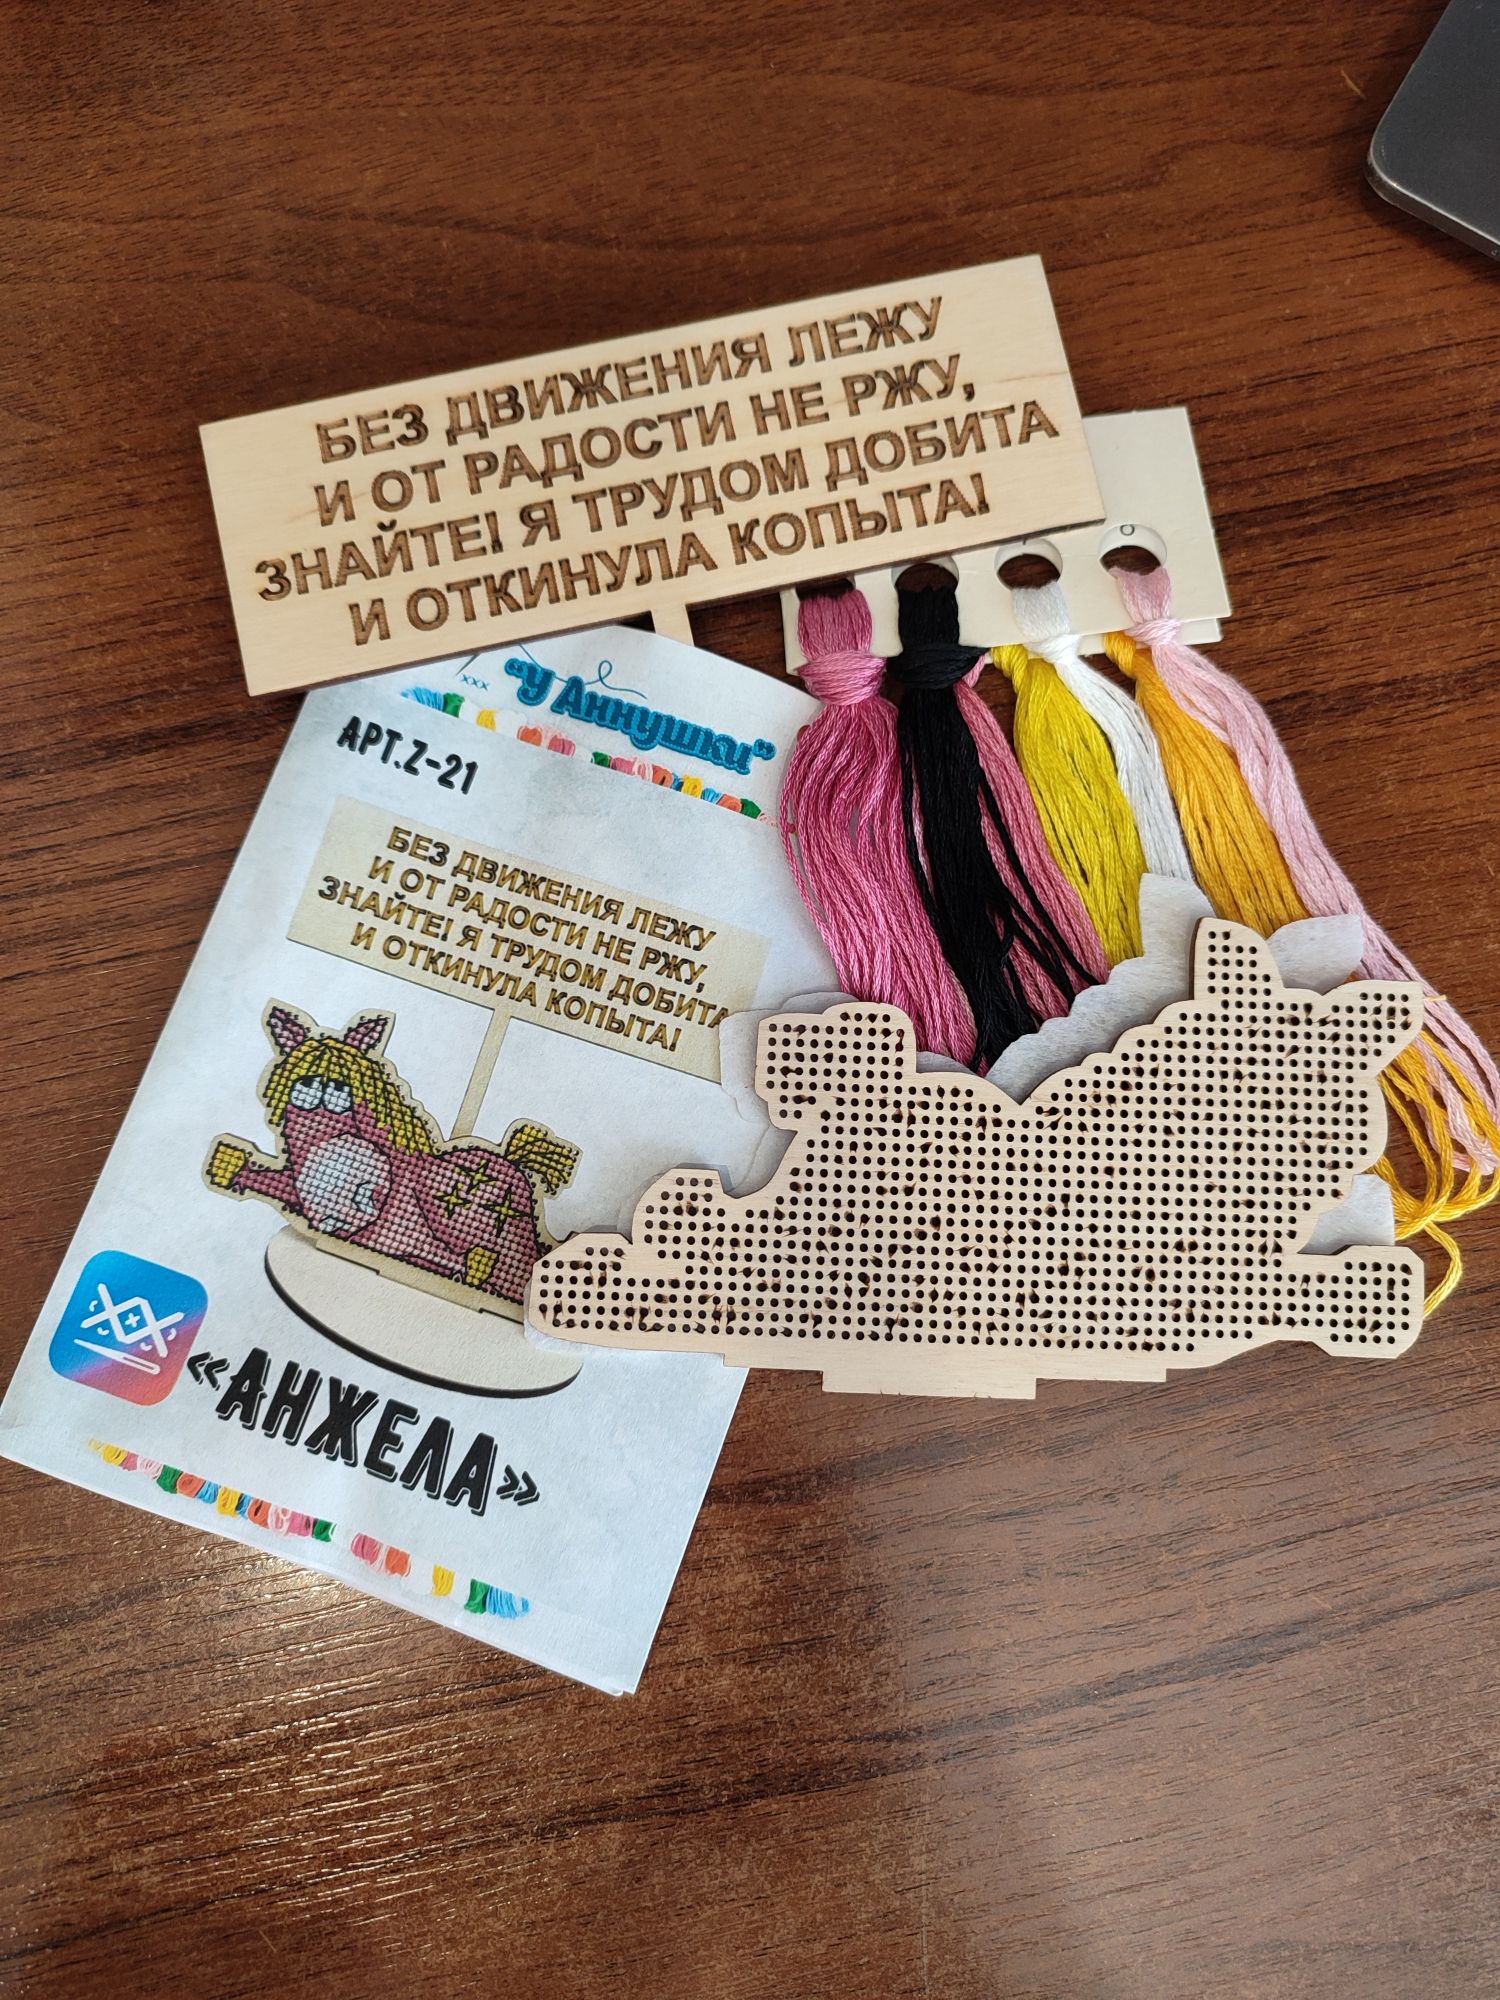 БЕЗ ДВИЖЕНИЯ ЛЕЖУ
И ОТ РАДОСТИ НЕ РЖУ,
ЗНАЙТЕ! Я ТРУДОМ ДОБИТА
И ОТКИНУЛА КОПЫТА!
xxx
"У Аннушки"
АРТ.Z-21
БЕЗ ДВИЖЕНИЯ ЛЕЖУ
И ОТ РАДОСТИ НЕ РЖУ,
ЗНАЙТЕ! Я ТРУДОМ ДОБИТА
И ОТКИНУЛА КОПЫТА!
«АНЖЕЛА»